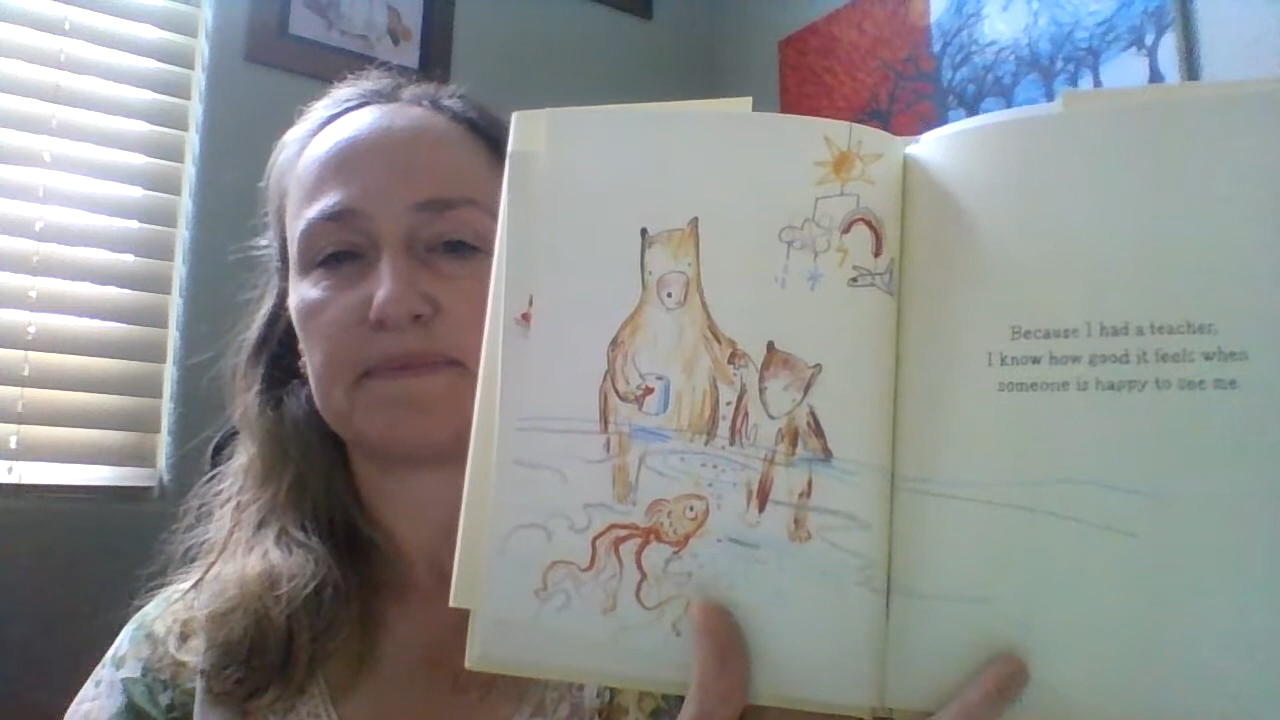 Because I had a teacher,
I know how good it feels when
someone is happy to see me.